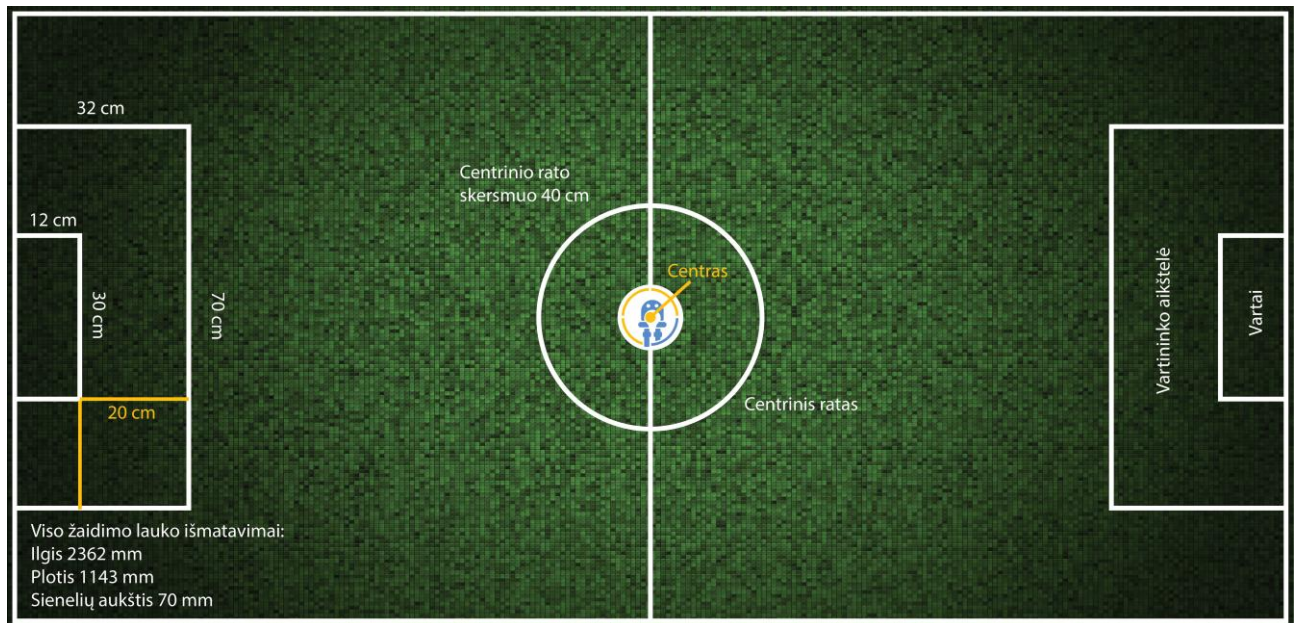 32 cm
Centrinio rato
skersmuo 40 cm
12 cm
Centras
30 cm
70 cm
Vartininko aikštelė
Vartai
20 cm
Centrinis ratas
Viso žaidimo lauko išmatavimai:
Ilgis 2362 mm
Plotis 1143 mm
Sienelių aukštis 70 mm